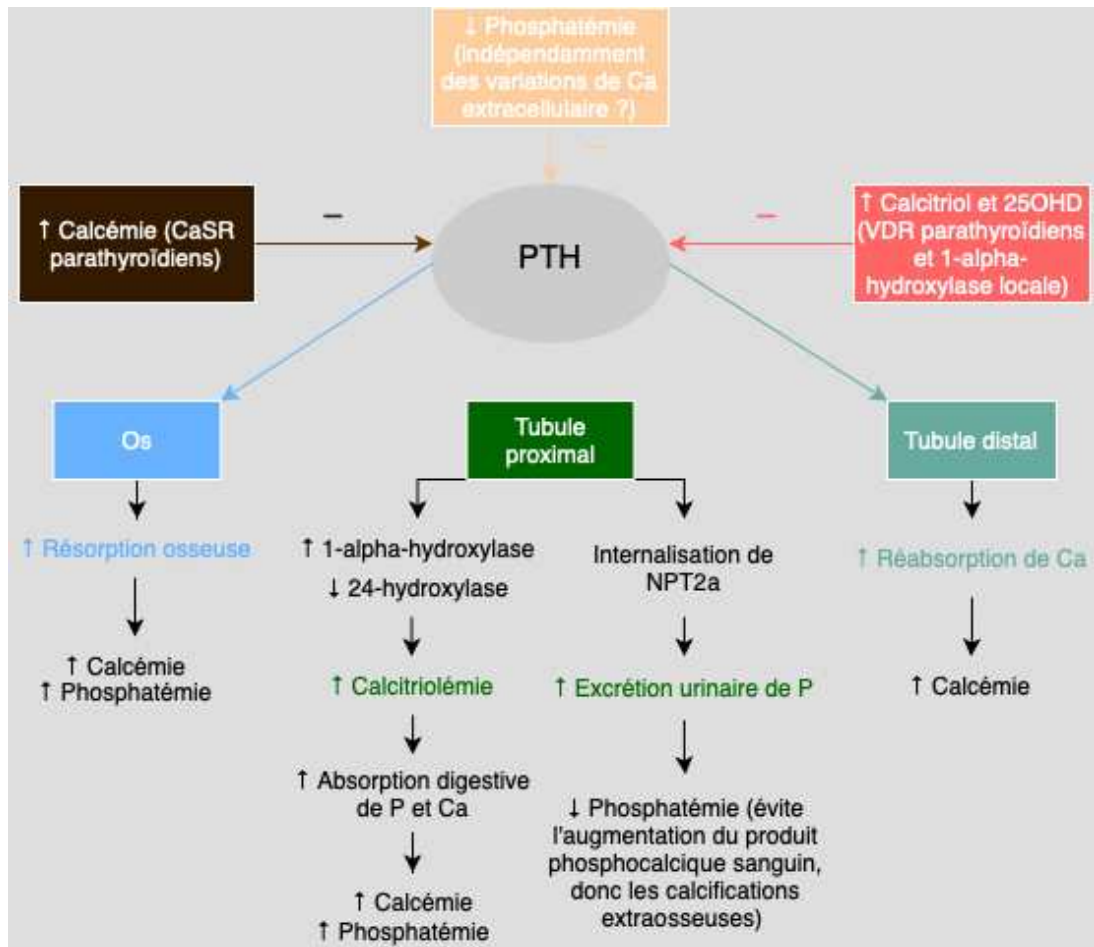 ↓ Phosphatémie
(indépendamment
des variations de Ca
extracellulaire ?)
–
↑ Calcémie (CaSR
parathyroïdiens)
–
PTH
–
↑ Calcitriol et 25OHD
(VDR parathyroïdiens
et 1-alpha-
hydroxylase locale)
Os
Tubule
proximal
Tubule distal
↑ Résorption osseuse
↑ Calcémie
↑ Phosphatémie
↑ 1-alpha-hydroxylase
↓ 24-hydroxylase
↑ Calcitriolémie
↑ Absorption digestive
de P et Ca
↑ Calcémie
↑ Phosphatémie
Internalisation de
NPT2a
↑ Excrétion urinaire de P
↓ Phosphatémie (évite
l'augmentation du produit
phosphocalcique sanguin,
donc les calcifications
extraosseuses)
↑ Réabsorption de Ca
↑ Calcémie